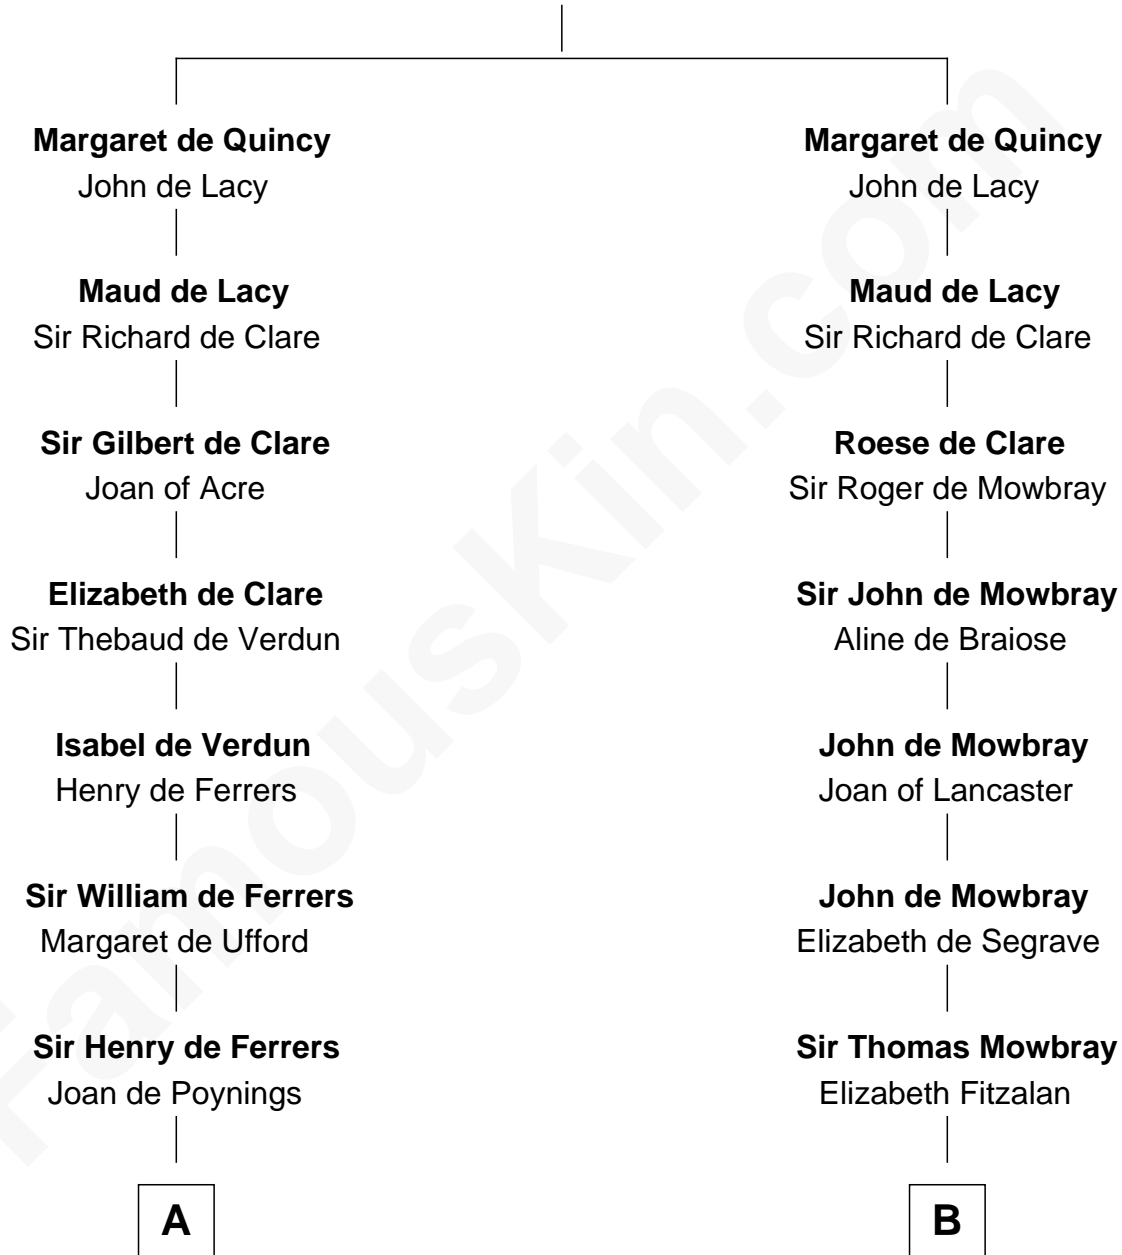 Margaret de Quincy
John de Lacy
Maud de Lacy
Sir Richard de Clare
Sir Gilbert de Clare
Joan of Acre
Elizabeth de Clare
Sir Thebaud de Verdun
Isabel de Verdun
Henry de Ferrers
Sir William de Ferrers
Margaret de Ufford
Sir Henry de Ferrers
Joan de Poynings
A
Margaret de Quincy
John de Lacy
Maud de Lacy
Sir Richard de Clare
Roese de Clare
Sir Roger de Mowbray
Sir John de Mowbray
Aline de Braiose
John de Mowbray
Joan of Lancaster
John de Mowbray
Elizabeth de Segrave
Sir Thomas Mowbray
Elizabeth Fitzalan
B
FamousKin.com